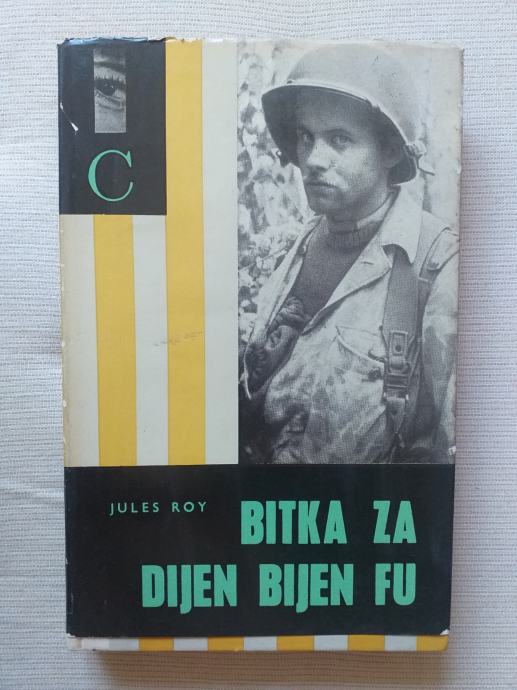 C
JULES ROY
BITKA ZA
DIJEN BIJEN FU